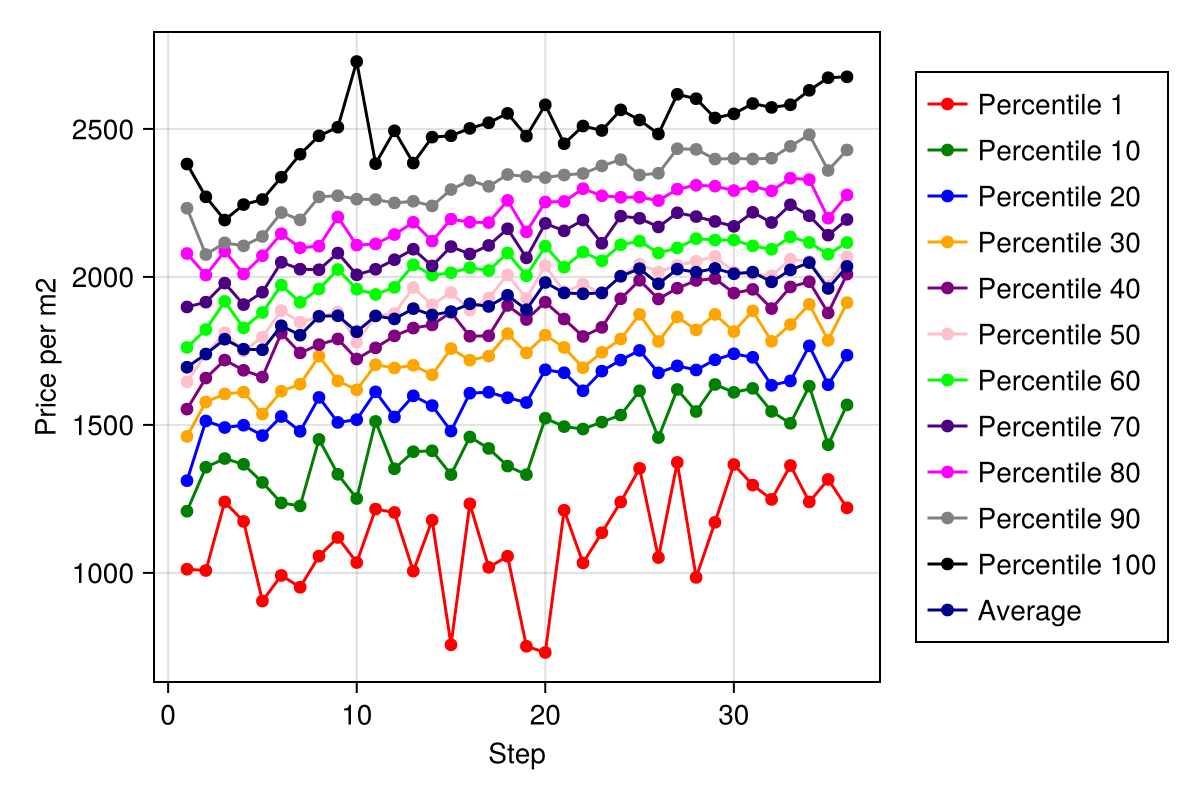 Price per m2
2500
2000
1500
1000
0 10 20 30
Step
Percentile 1
Percentile 10
Percentile 20
Percentile 30
Percentile 40
Percentile 50
Percentile 60
Percentile 70
Percentile 80
Percentile 90
Percentile 100
Average